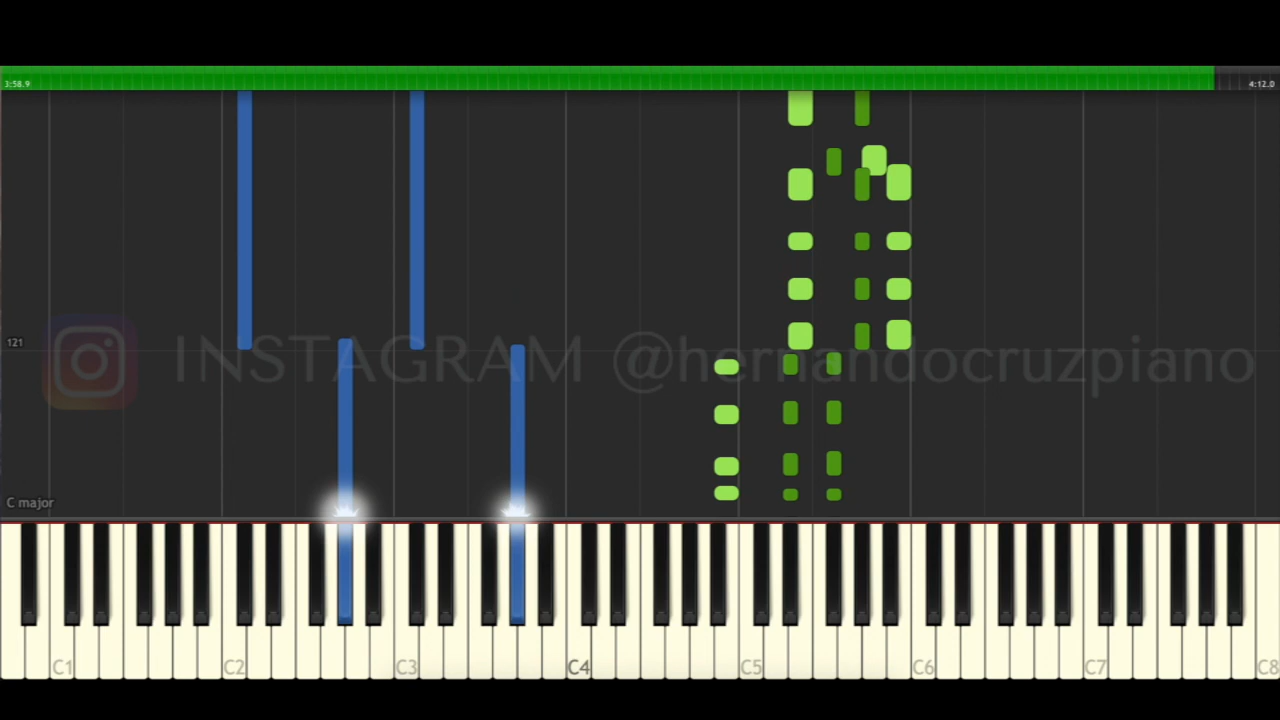 3:58.9
4:12.0
121
INSTAGRAM @hernandocruzpiano
C major
C1 C2 C3 C4 C5 C6 C7 C8